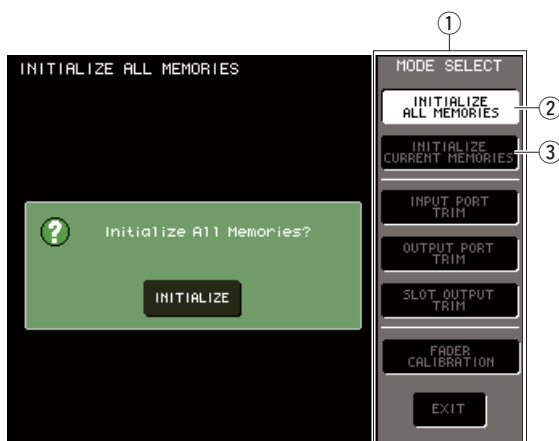 ①
INITIALIZE ALL MEMORIES
MODE SELECT
INITIALIZE
ALL MEMORIES
②
INITIALIZE
CURRENT MEMORIES
③
INPUT PORT
TRIM
Initialize All Memories?
OUTPUT PORT
TRIM
INITIALIZE
SLOT OUTPUT
TRIM
FADER
CALIBRATION
EXIT